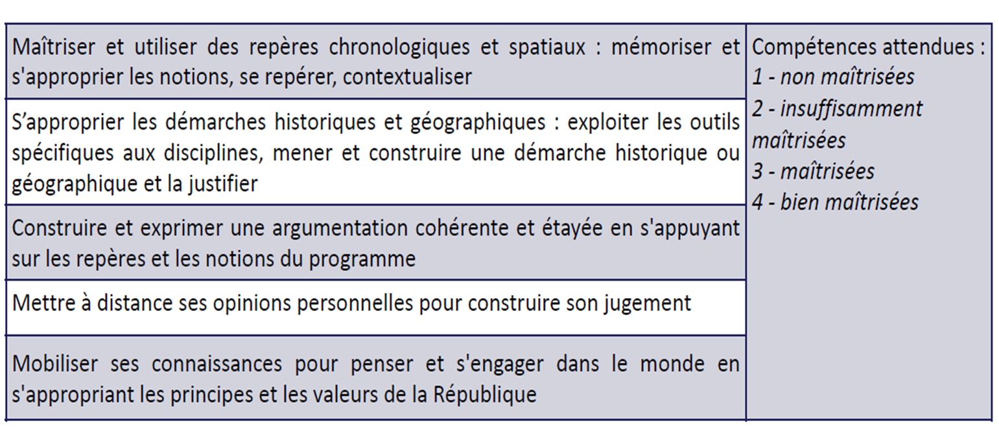 Maîtriser et utiliser des repères chronologiques et spatiaux : mémoriser et
s'approprier les notions, se repérer, contextualiser
S’approprier les démarches historiques et géographiques : exploiter les outils
spécifiques aux disciplines, mener et construire une démarche historique ou
géographique et la justifier
Construire et exprimer une argumentation cohérente et étayée en s'appuyant
sur les repères et les notions du programme
Mettre à distance ses opinions personnelles pour construire son jugement
Mobiliser ses connaissances pour penser et s'engager dans le monde en
s'appropriant les principes et les valeurs de la République
Compétences attendues :
1 - non maîtrisées
2 - insuffisamment
maîtrisées
3 - maîtrisées
4 - bien maîtrisées